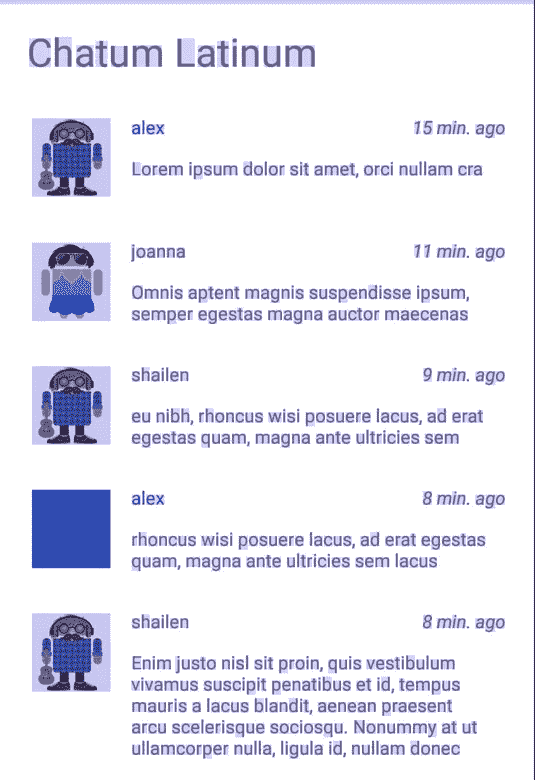 Chatum Latinum
alex 15 min. ago
Lorem ipsum dolor sit amet, orci nullam cra
joanna 11 min. ago
Omnis aptent magnis suspendisse ipsum,
semper egestas magna auctor maecenas
shailen 9 min. ago
eu nibh, rhoncus wisi posuere lacus, ad erat
egestas quam, magna ante ultricies sem
alex 8 min. ago
rhoncus wisi posuere lacus, ad erat egestas
quam, magna ante ultricies sem lacus
shailen 8 min. ago
Enim justo nisl sit proin, quis vestibulum
vivamus suscipit penatibus et id, tempus
mauris a lacus blandit, aenean praesent
arcu scelerisque sociosqu. Nonummy at ut
ullamcorper nulla, ligula id, nullam donec